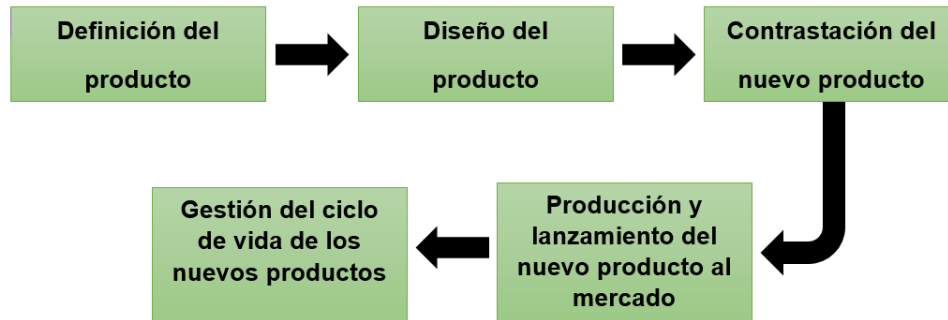 Definición del
producto
Diseño del
producto
Contrastación del
nuevo producto
Producción y
lanzamiento del
nuevo producto al
mercado
Gestión del ciclo
de vida de los
nuevos productos